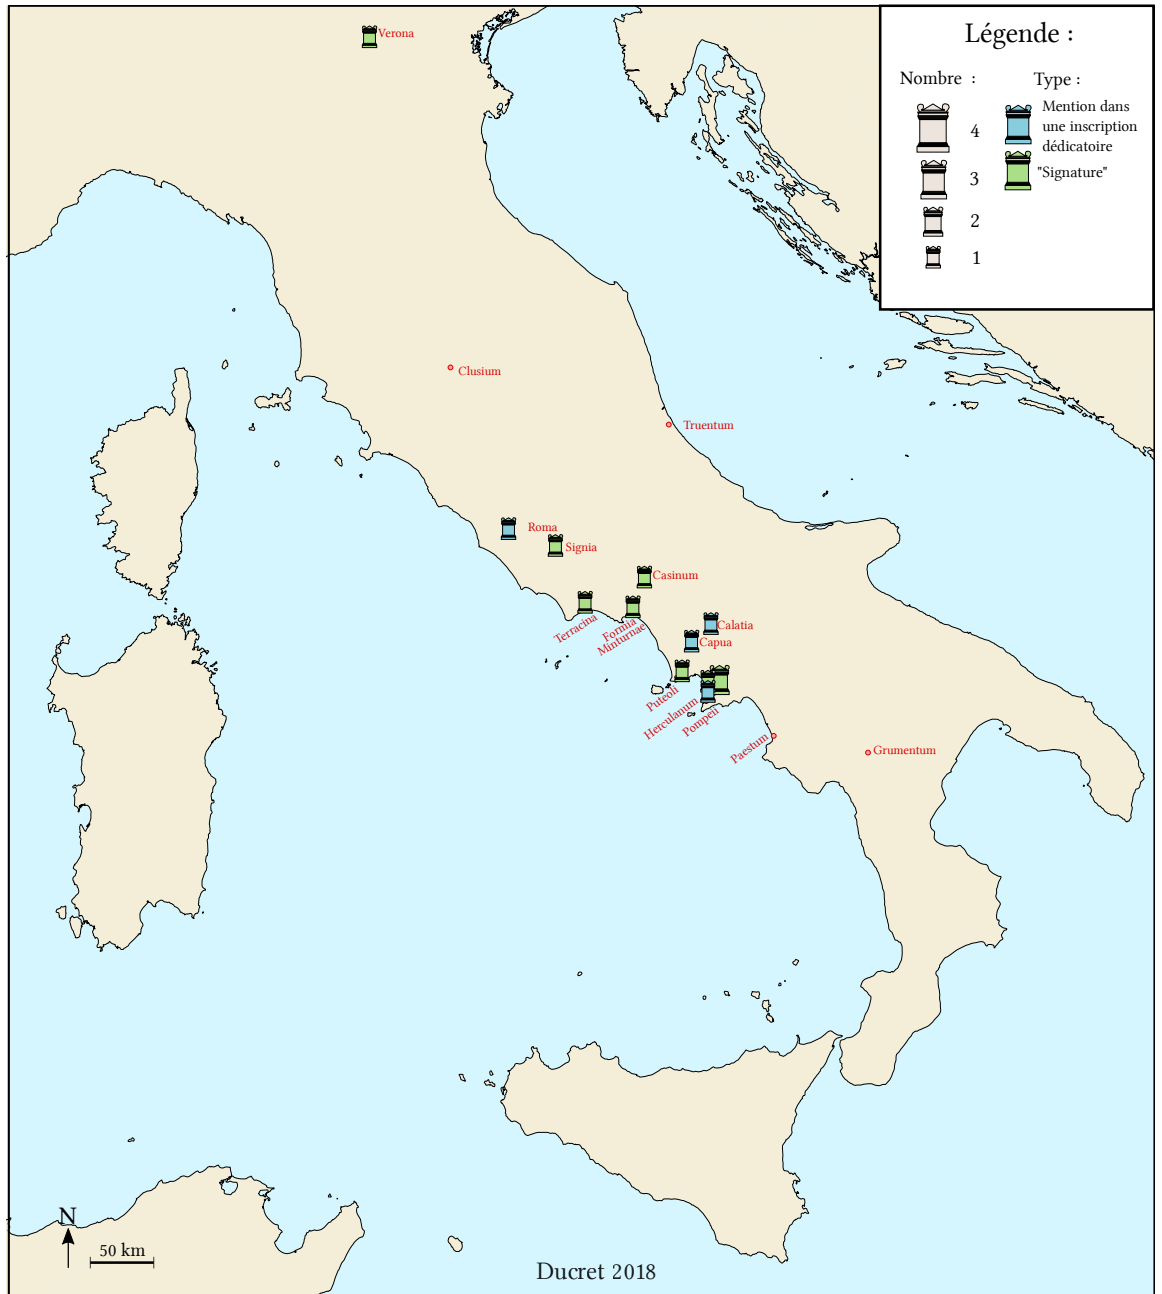 Légende :
Nombre :
Type :
4
3
2
1
Mention dans
une inscription
dédicatoire
"Signature"
Verona
Clusium
Truentum
Roma
Signia
Casinum
Terracina
Formia
Minturnae
Calatia
Capua
Puteoli
Herculanum
Pompeii
Paestum
Grumentum
N
50 km
Ducret 2018